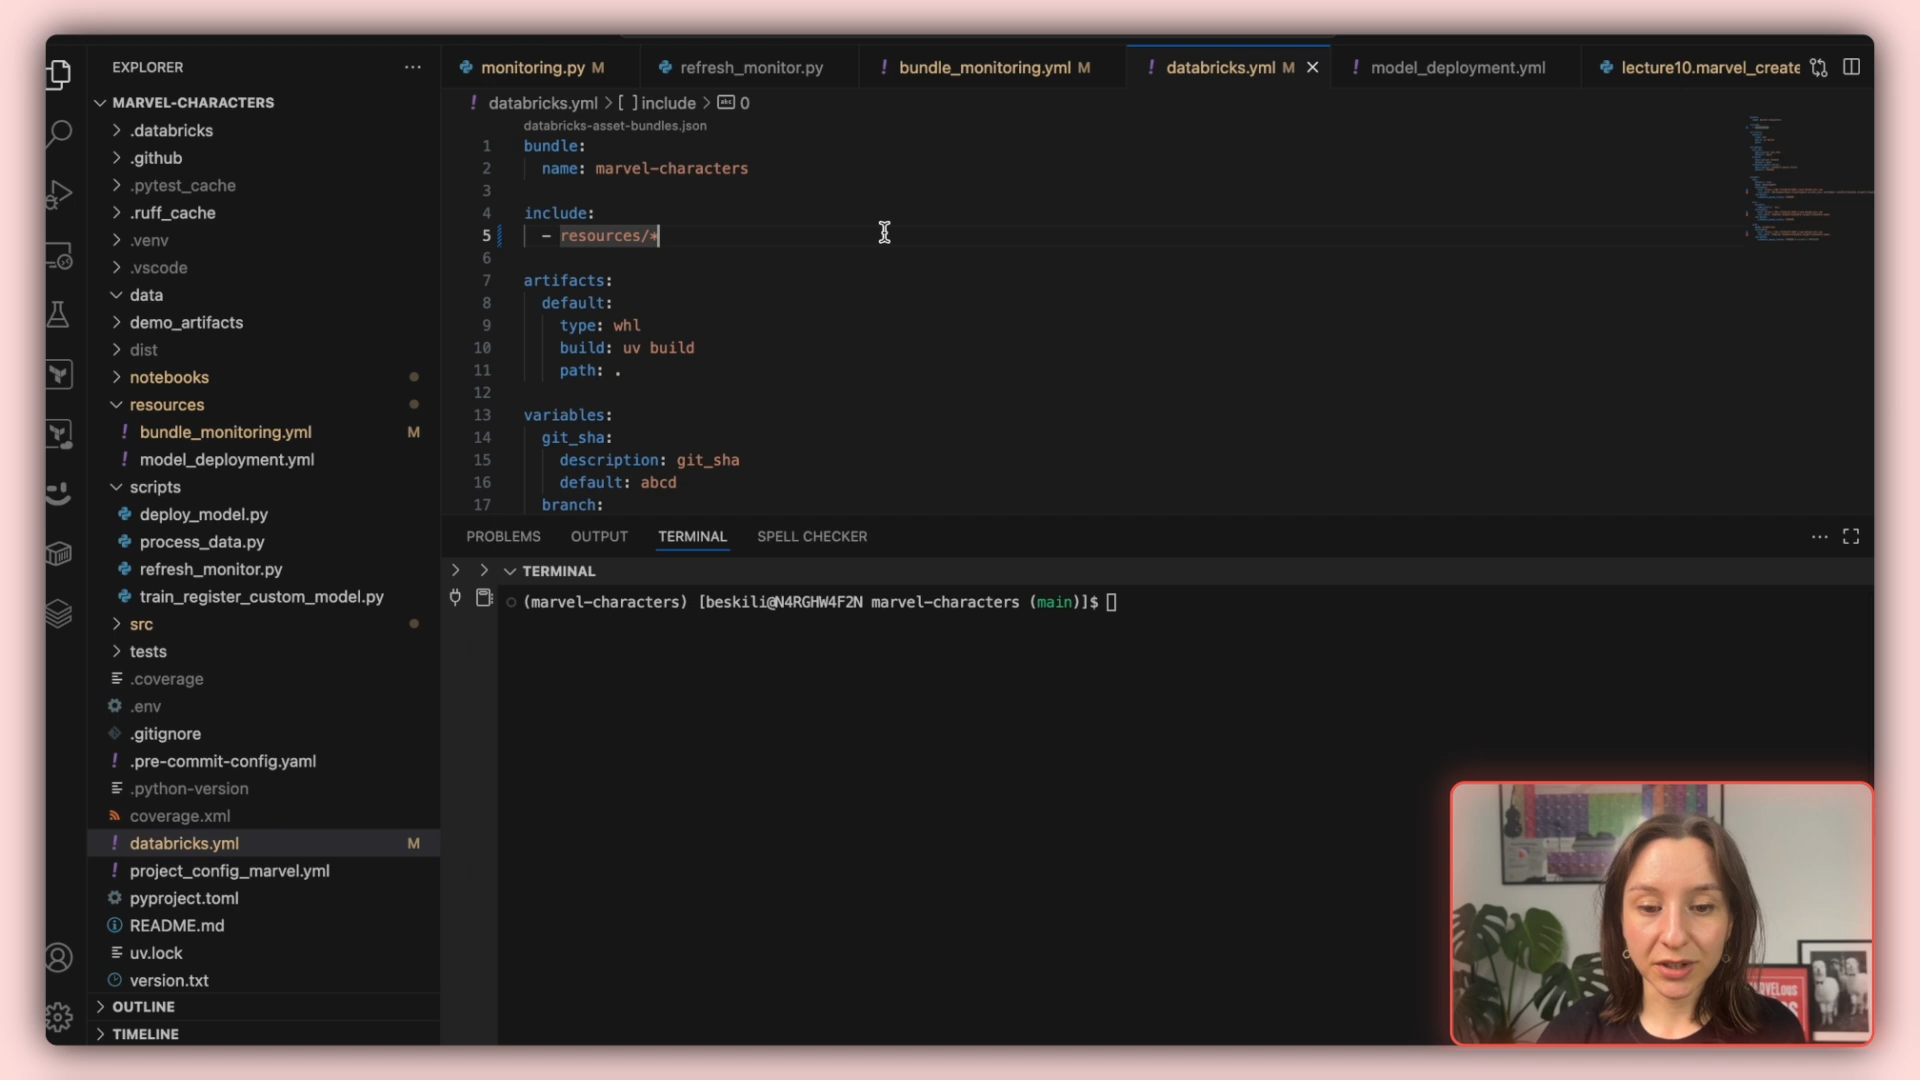 EXPLORER
MARVEL-CHARACTERS
.databricks
.github
.pytest_cache
.ruff_cache
.venv
.vscode
data
demo_artifacts
dist
notebooks
resources
bundle_monitoring.yml M
model_deployment.yml
scripts
deploy_model.py
process_data.py
refresh_monitor.py
train_register_custom_model.py
src
tests
.coverage
.env
.gitignore
.pre-commit-config.yaml
.python-version
coverage.xml
databricks.yml M
project_config_marvel.yml
pyproject.toml
README.md
uv.lock
version.txt
OUTLINE
TIMELINE
monitoring.py M
refresh_monitor.py
bundle_monitoring.yml M
databricks.yml M
model_deployment.yml
lecture10.marvel_create
databricks.yml > [ ] include > abc 0
databricks-asset-bundles.json
1 bundle:
2 name: marvel-characters
3
4 include:
5 - resources/*
6
7 artifacts:
8 default:
9 type: whl
10 build: uv build
11 path: .
12
13 variables:
14 git_sha:
15 description: git_sha
16 default: abcd
17 branch:
PROBLEMS OUTPUT TERMINAL SPELL CHECKER
TERMINAL
(marvel-characters) [beskili@N4RGHW4F2N marvel-characters (main)]$